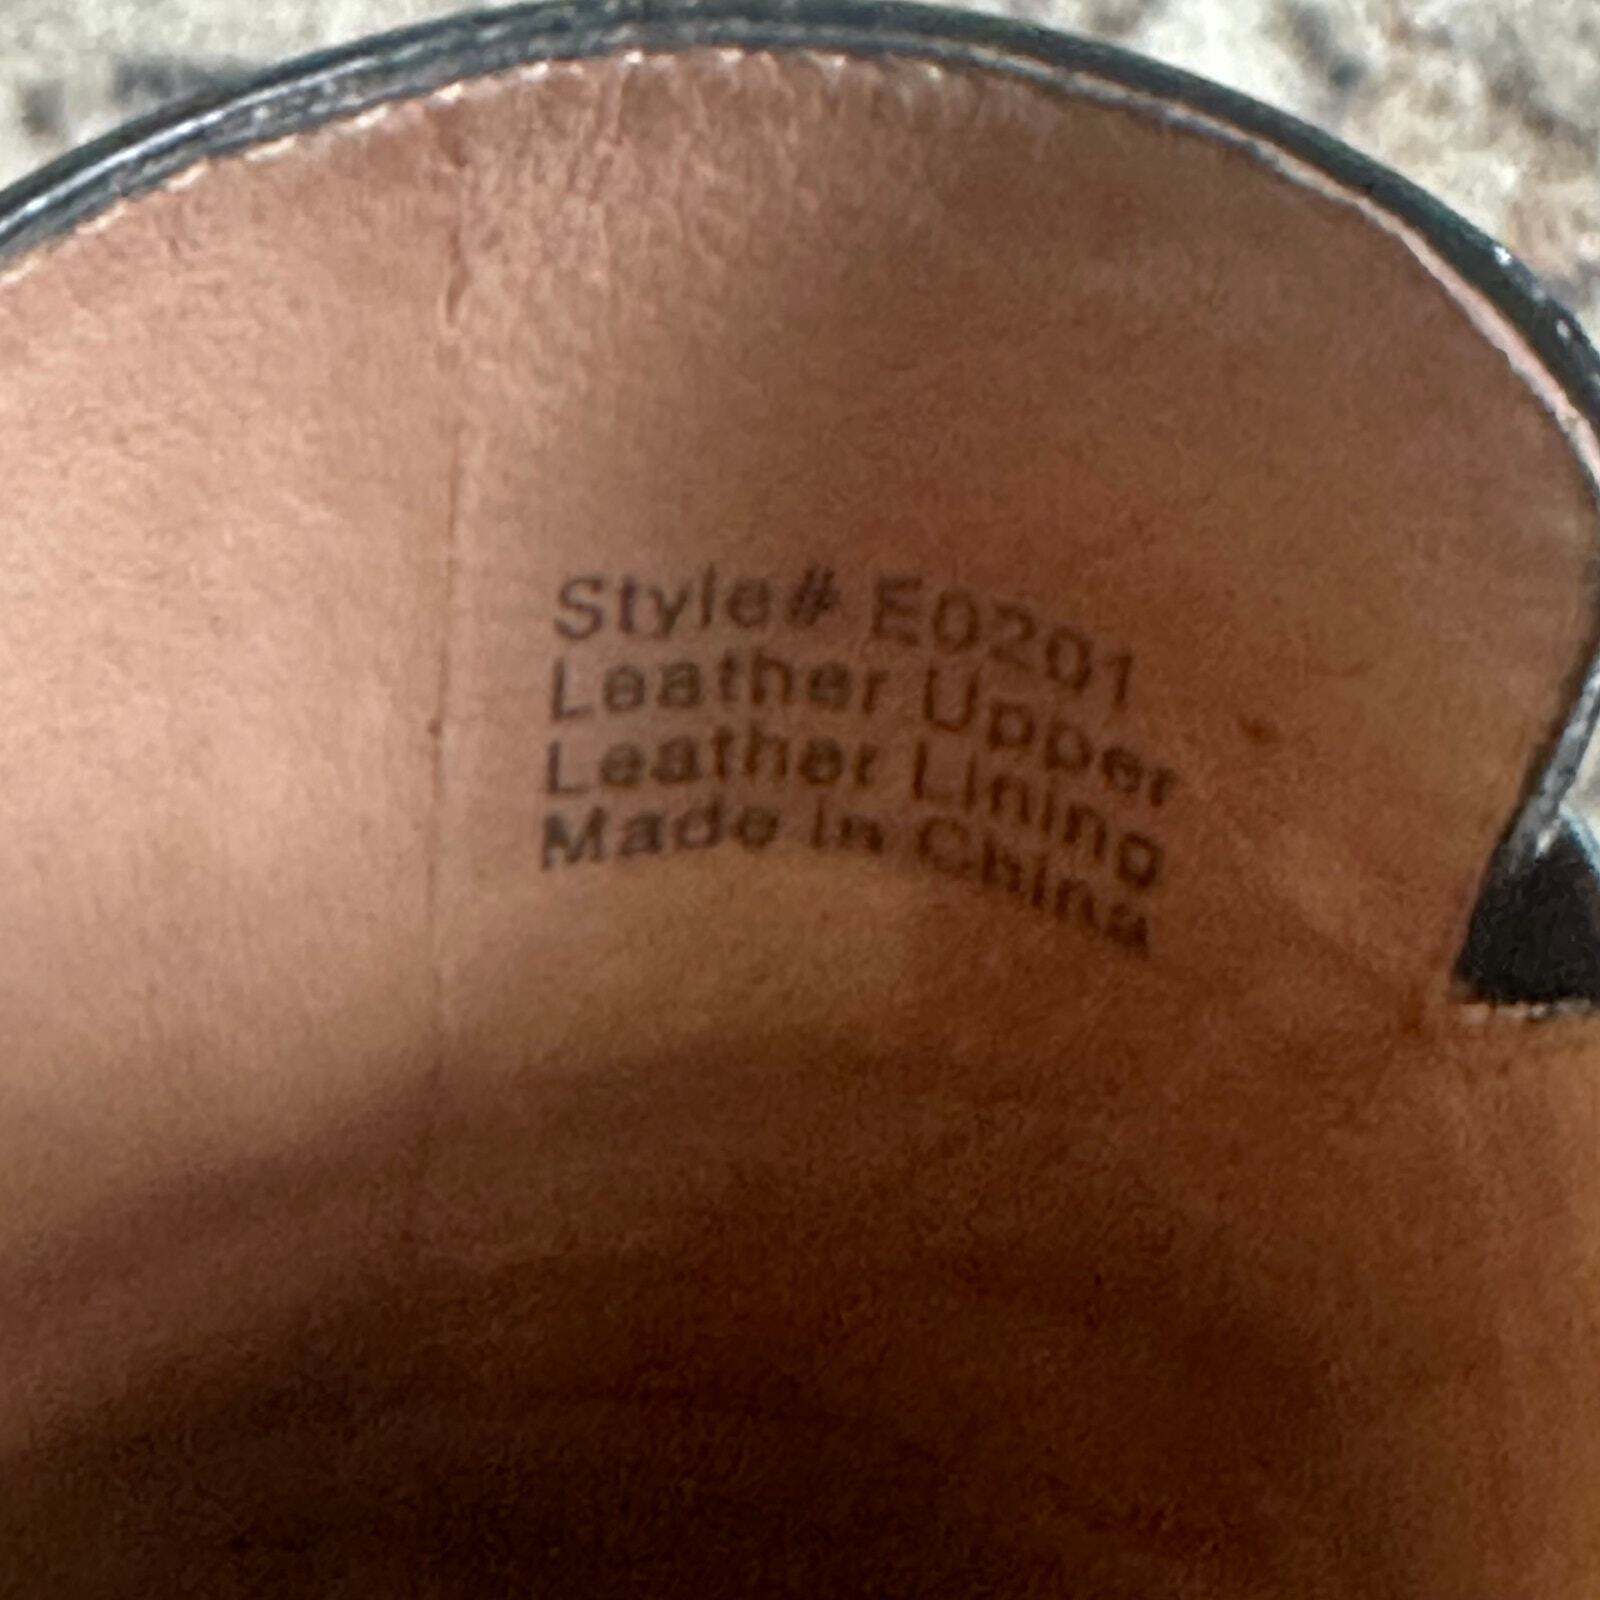 Style# E0201
Leather Upper
Leather Lining
Made in China